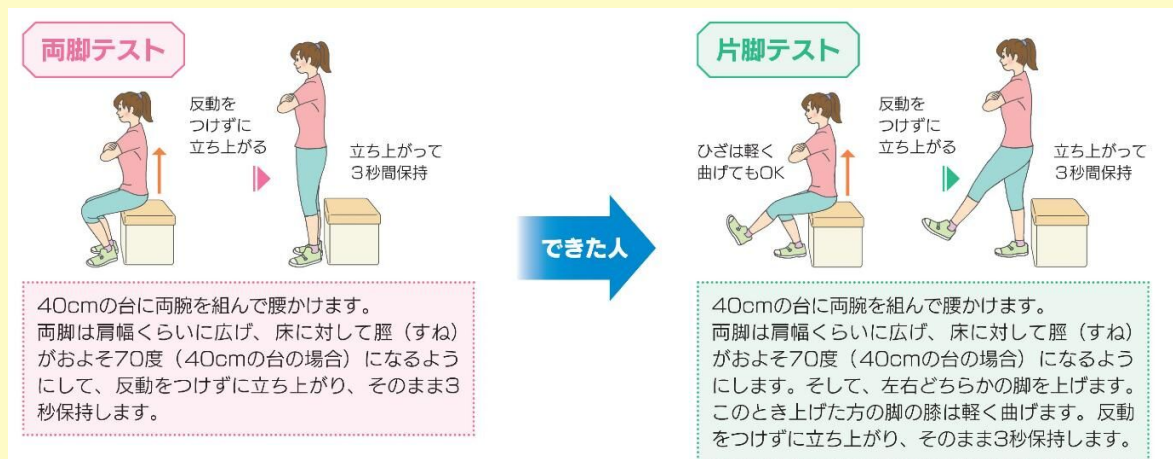 両脚テスト
反動を
つけずに
立ち上がる
立ち上がって
3秒間保持
40cmの台に両腕を組んで腰かけます。
両脚は肩幅くらいに広げ、床に対して脛(すね)
がおよそ70度(40cmの台の場合)になるよう
にして、反動をつけずに立ち上がり、そのまま3
秒保持します。
できた人
片脚テスト
ひざは軽く
曲げてもOK
反動を
つけずに
立ち上がる
立ち上がって
3秒間保持
40cmの台に両腕を組んで腰かけます。
両脚は肩幅くらいに広げ、床に対して脛(すね)
がおよそ70度(40cmの台の場合)になるよう
にします。そして、左右どちらかの脚を上げます。
このとき上げた方の脚の膝は軽く曲げます。反動
をつけずに立ち上がり、そのまま3秒保持します。